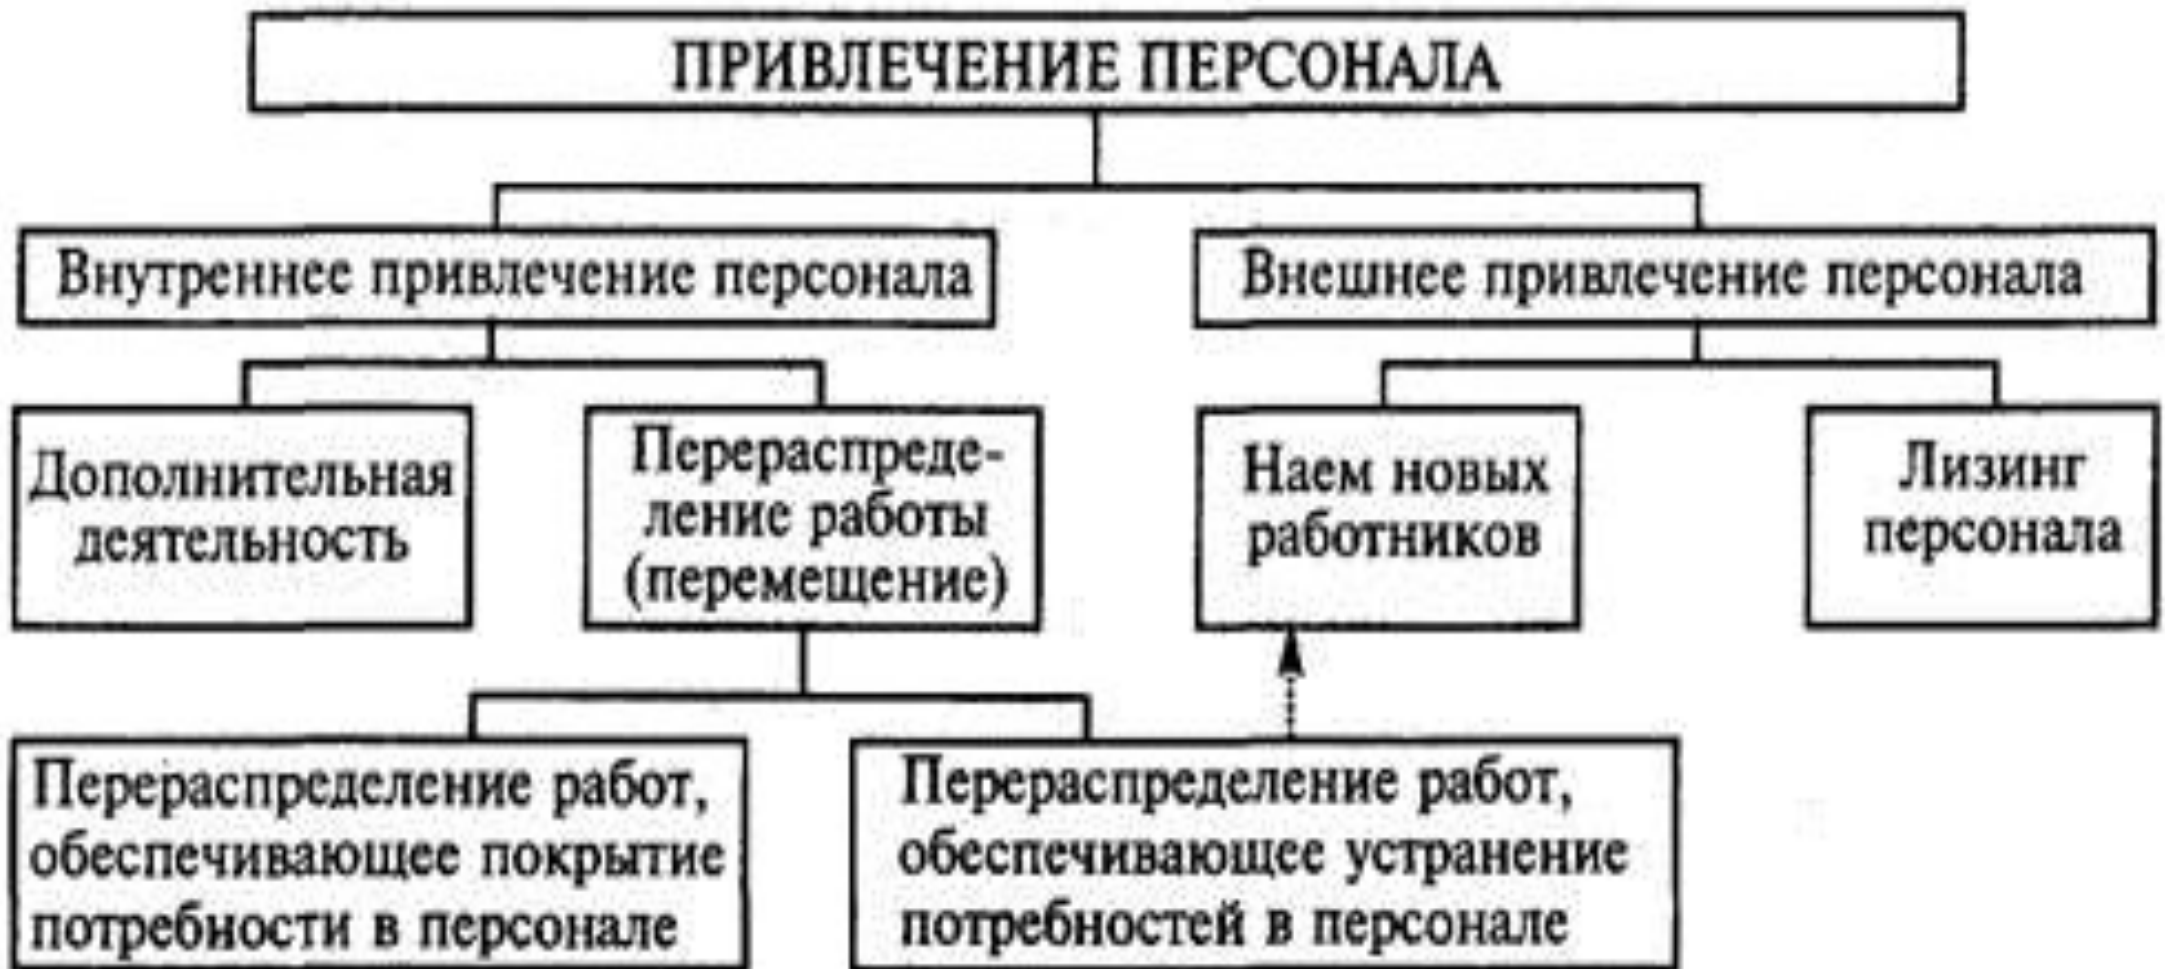 ПРИВЛЕЧЕНИЕ ПЕРСОНАЛА
Внутреннее привлечение персонала
Внешнее привлечение персонала
Дополнительная
деятельность
Перераспреде-
ление работы
(перемещение)
Наем новых
работников
Лизинг
персонала
Перераспределение работ,
обеспечивающее покрытие
потребности в персонале
Перераспределение работ,
обеспечивающее устранение
потребностей в персонале